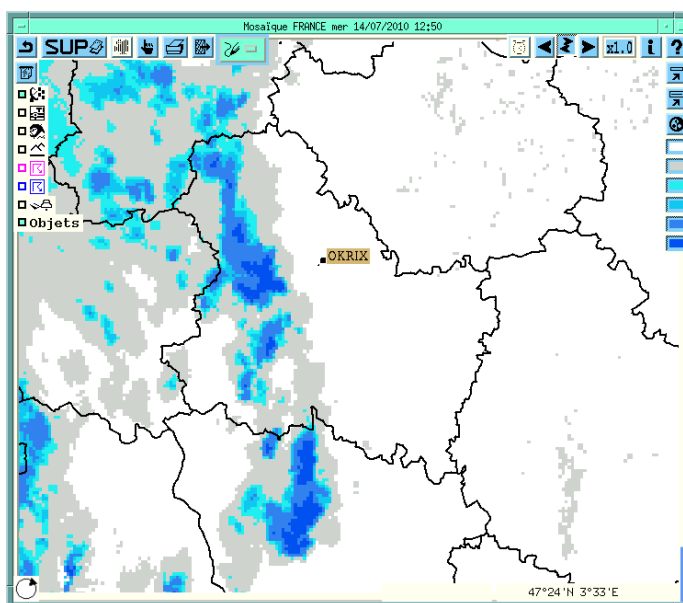 Mosaïque FRANCE mer 14/07/2010 12:50
SUP
x1.0
i
?
Objets
OKRIX
47°24'N 3°33'E